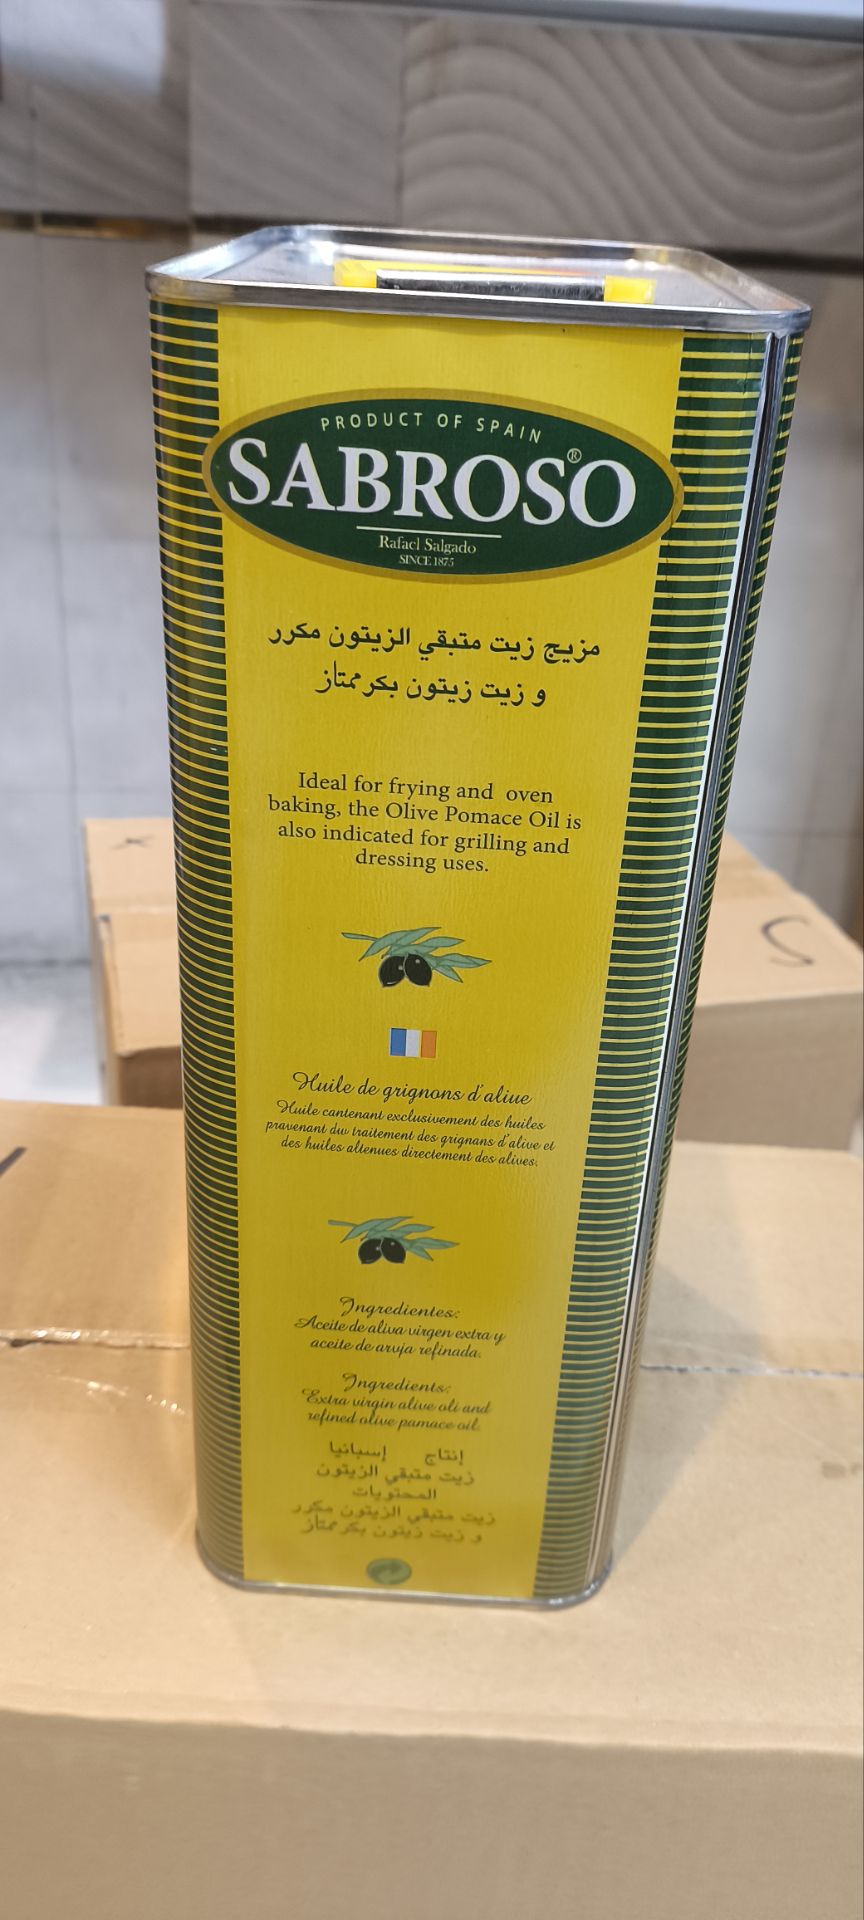 PRODUCT OF SPAIN
SABROSO®
Rafael Salgado
SINCE 1875
مزيج زيت متبقي الزيتون مكرر
و زيت زيتون بكر ممتاز
Ideal for frying and oven
baking, the Olive Pomace Oil is
also indicated for grilling and
dressing uses.
Huile de grignons d'aliue
Huile cantenant exclusivement des huiles
pravenant duv traitement des grignans d'alive et
des huiles altenues directement des alives.
Ingredientes:
Aceite de aliva virgen extra y
aceite de aruja refinada.
Ingredients:
Extra virgin alive oli and
refined olive pamace oil.
إنتاج إسبانيا
زيت متبقي الزيتون
المحتويات
زيت متبقي الزيتون مكرر
و زيت زيتون بكر ممتاز
x
S